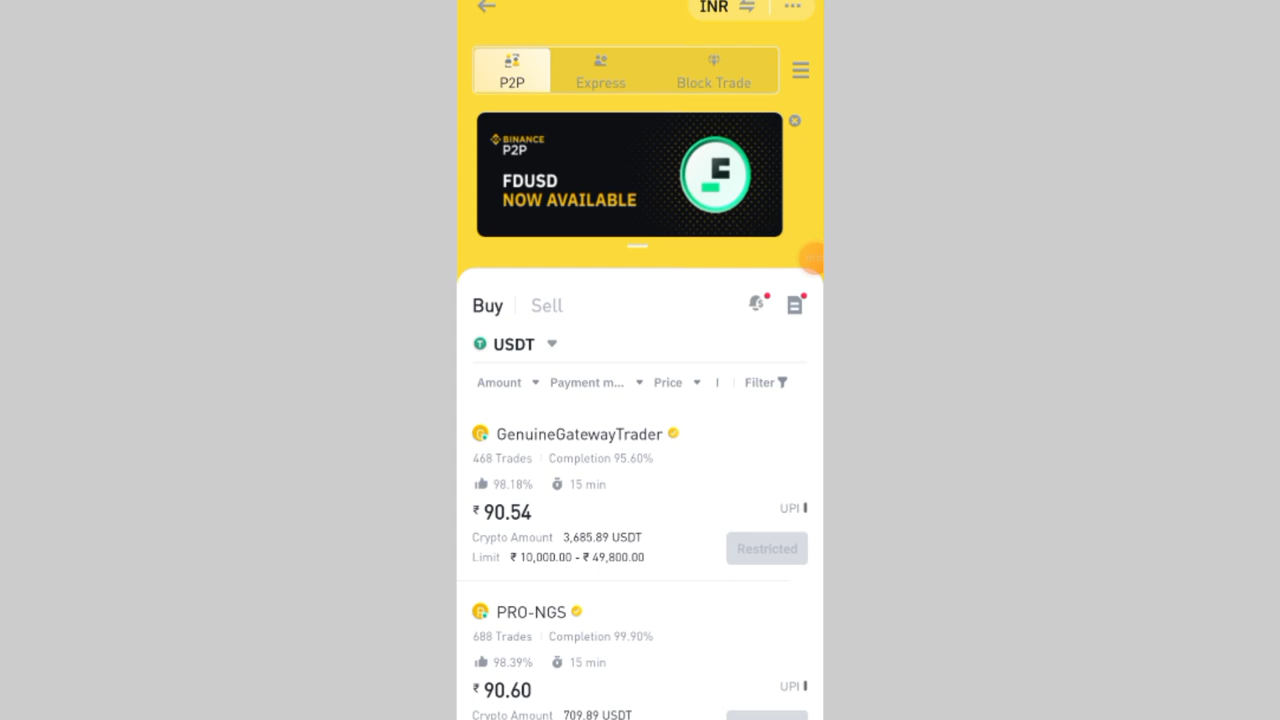 INR
P2P
Express
Block Trade
BINANCE
P2P
FDUSD
NOW AVAILABLE
Buy
Sell
USDT
Amount
Payment m...
Price
Filter
GenuineGatewayTrader
468 Trades
Completion 95.60%
98.18%
15 min
₹ 90.54
UPI
Crypto Amount 3,685.89 USDT
Limit ₹ 10,000.00 - ₹ 49,800.00
Restricted
PRO-NGS
688 Trades
Completion 99.90%
98.39%
15 min
₹ 90.60
UPI
Crypto Amount 709.89 USDT